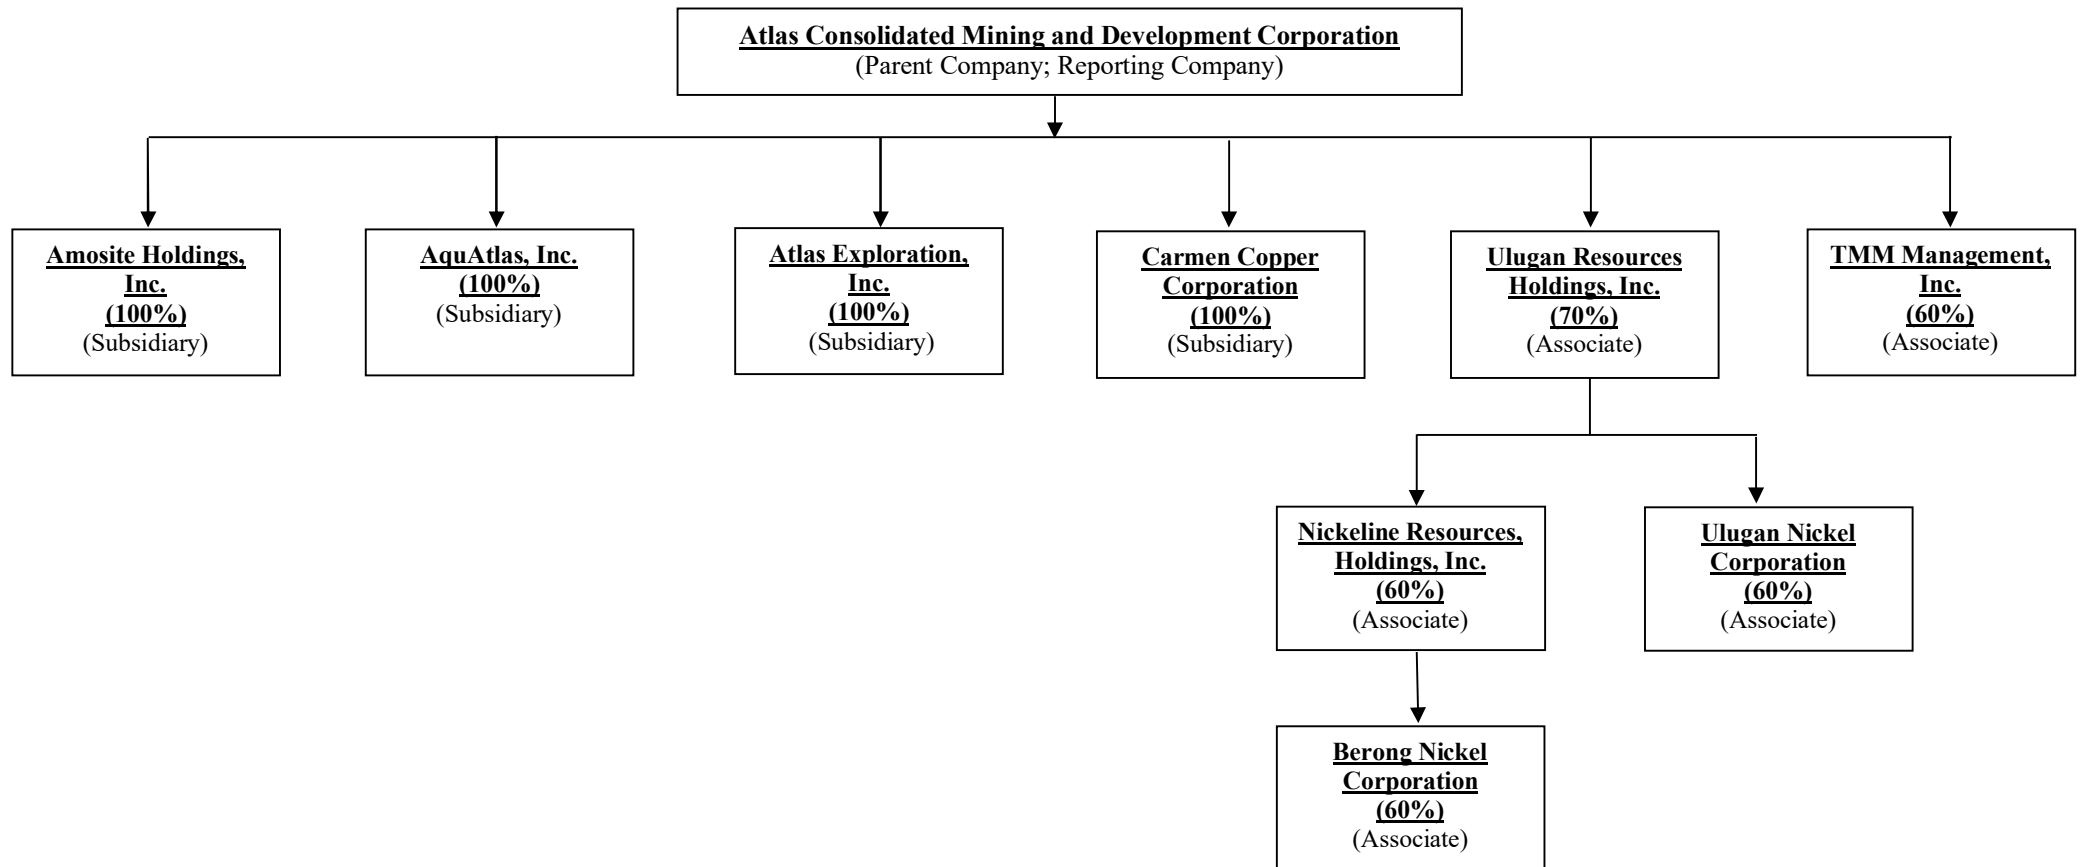 Atlas Consolidated Mining and Development Corporation
(Parent Company; Reporting Company)
Amosite Holdings,
Inc.
(100%)
(Subsidiary)
AquAtlas, Inc.
(100%)
(Subsidiary)
Atlas Exploration,
Inc.
(100%)
(Subsidiary)
Carmen Copper
Corporation
(100%)
(Subsidiary)
Ulugan Resources
Holdings, Inc.
(70%)
(Associate)
TMM Management,
Inc.
(60%)
(Associate)
Nickeline Resources,
Holdings, Inc.
(60%)
(Associate)
Ulugan Nickel
Corporation
(60%)
(Associate)
Berong Nickel
Corporation
(60%)
(Associate)